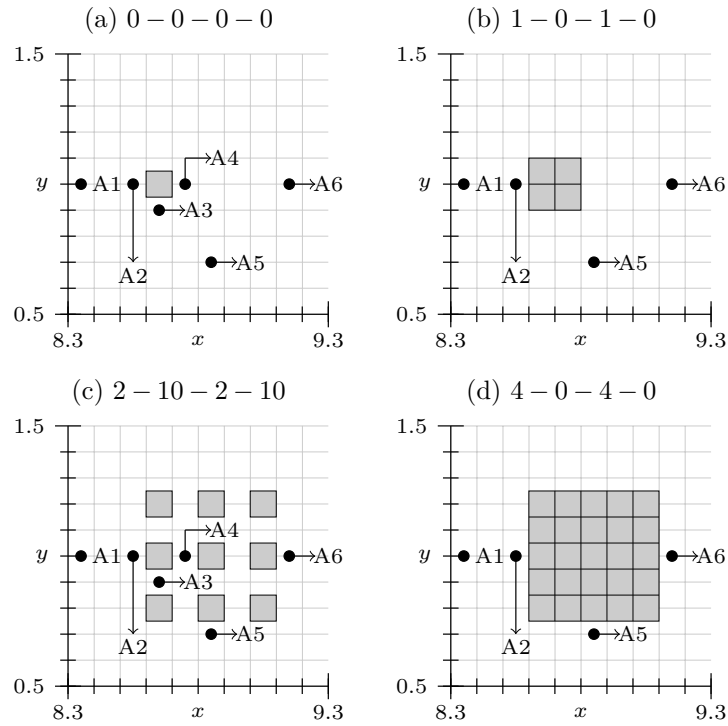 (a) 0 − 0 − 0 − 0
1.5
y
A1
A4
A6
A3
A2
A5
0.5
8.3
x
9.3
(b) 1 − 0 − 1 − 0
1.5
y
A1
A6
A2
A5
0.5
8.3
x
9.3
(c) 2 − 10 − 2 − 10
1.5
y
A1
A4
A6
A3
A2
A5
0.5
8.3
x
9.3
(d) 4 − 0 − 4 − 0
1.5
y
A1
A6
A2
A5
0.5
8.3
x
9.3